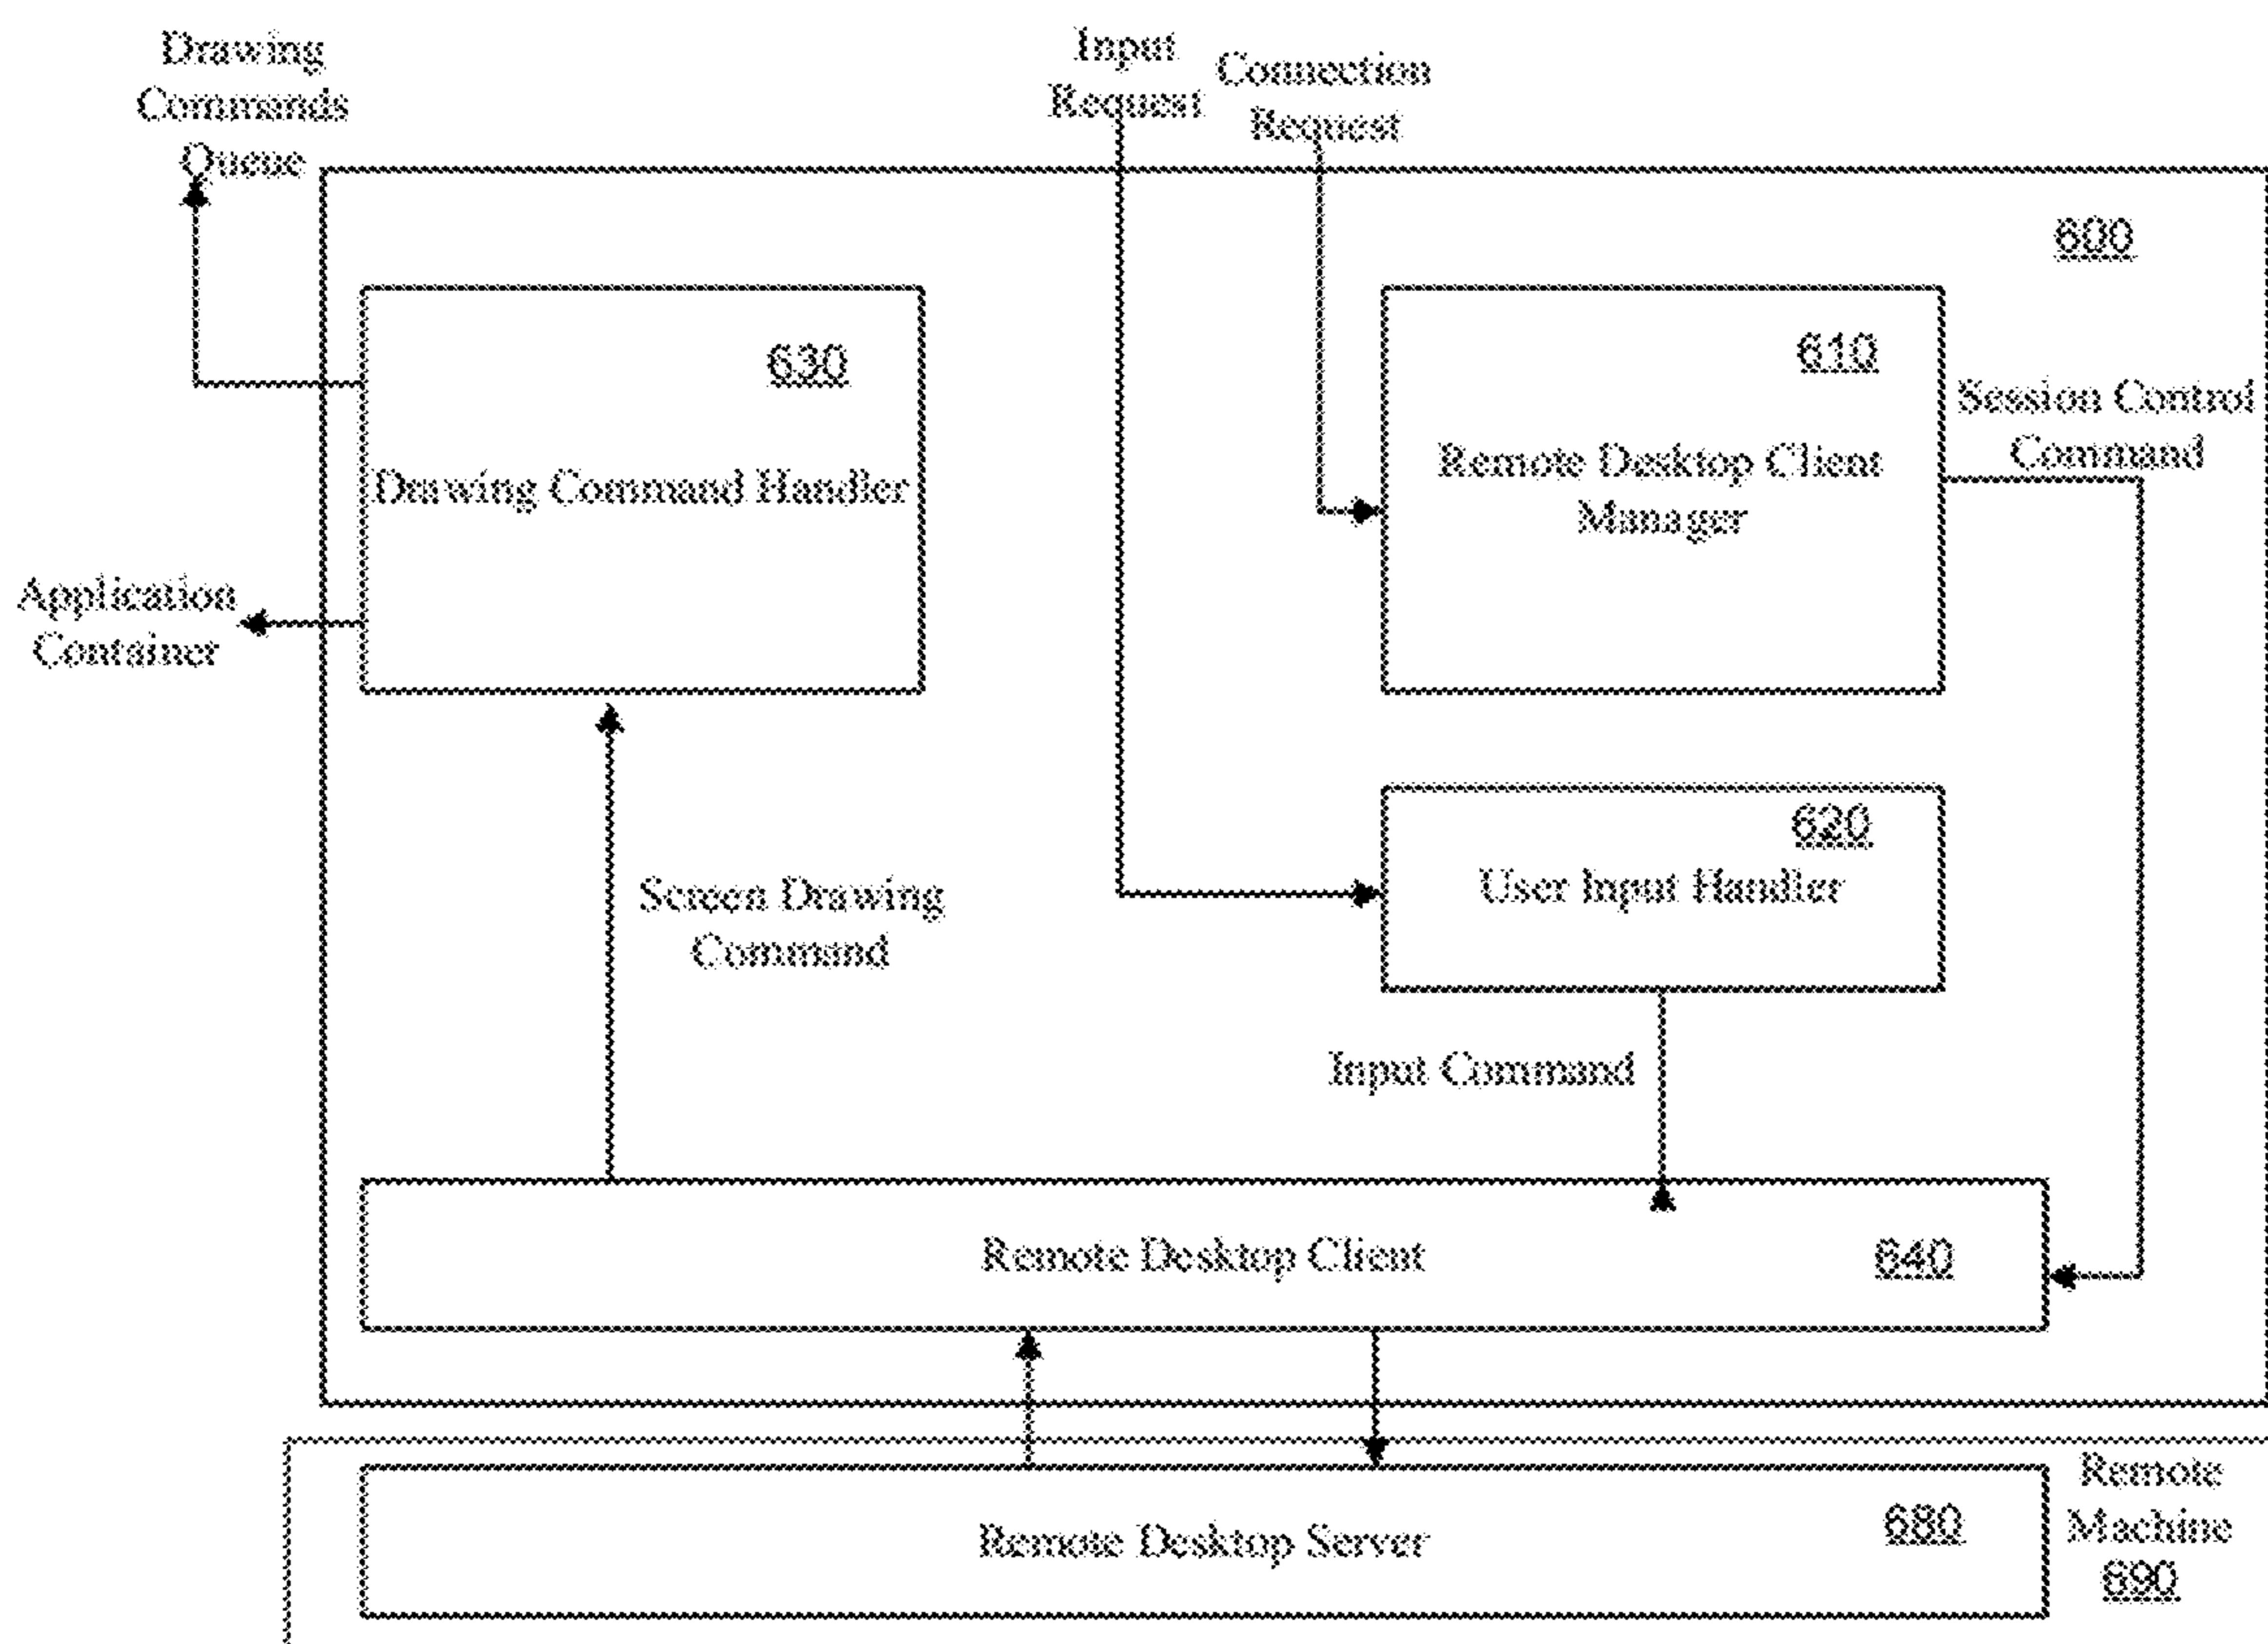 Drawing
Commands
Queue
Input
Request
Connection
Request
600
630
Drawing Command Handler
610
Remote Desktop Client
Manager
Session Control
Command
Application
Container
620
User Input Handler
Screen Drawing
Command
Input Command
Remote Desktop Client
640
Remote Desktop Server
680
Remote
Machine
690